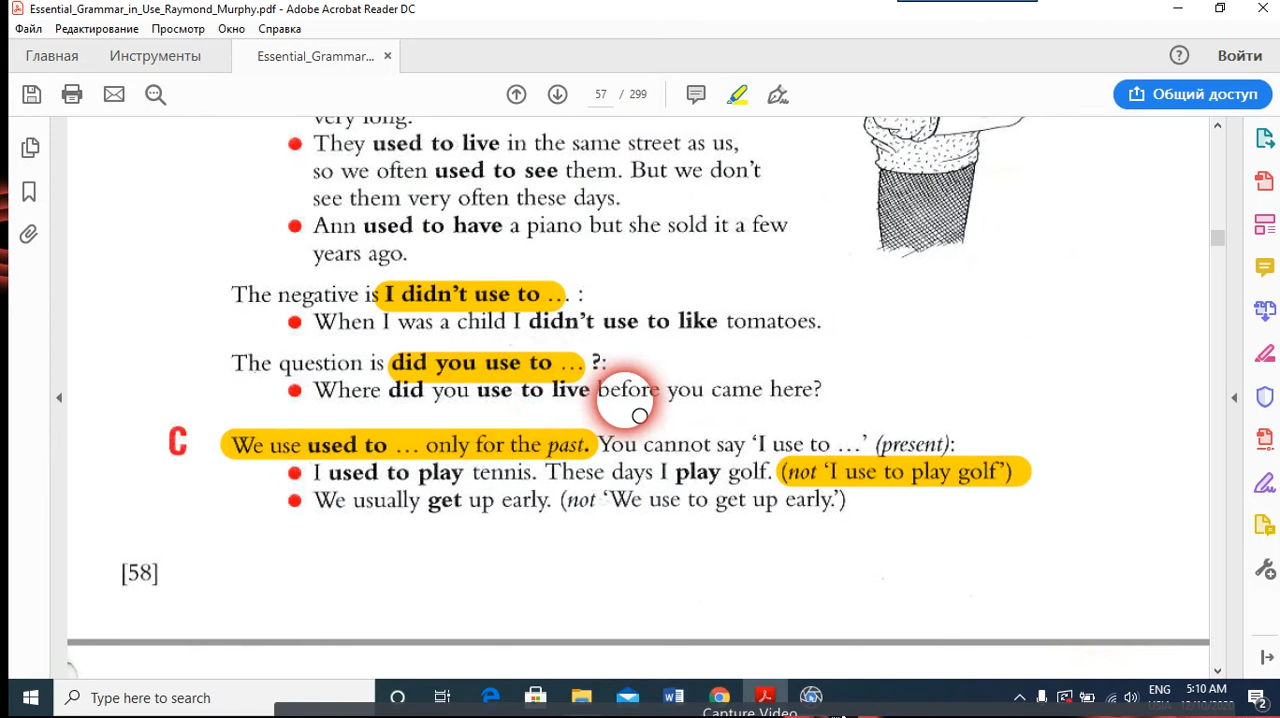 Essential_Grammar_in_Use_Raymond_Murphy.pdf - Adobe Acrobat Reader DC
Файл Редактирование Просмотр Окно Справка
Главная Инструменты Essential_Grammar... × Войти
57 / 299 Общий доступ
very long.
• They used to live in the same street as us,
so we often used to see them. But we don't
see them very often these days.
• Ann used to have a piano but she sold it a few
years ago.
The negative is I didn't use to ... :
• When I was a child I didn't use to like tomatoes.
The question is did you use to ... ?:
• Where did you use to live before you came here?
C We use used to ... only for the past. You cannot say 'I use to ...' (present):
• I used to play tennis. These days I play golf. (not 'I use to play golf')
• We usually get up early. (not 'We use to get up early.')
[58]
Type here to search ENG 5:10 AM
USIA 12/10/2020 2
Capture Video